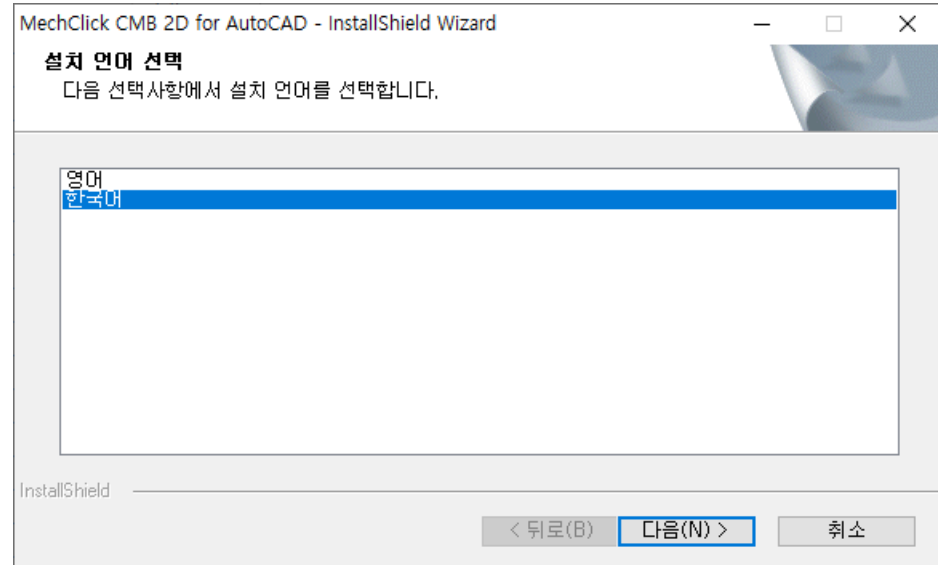 MechClick CMB 2D for AutoCAD - InstallShield Wizard
설치 언어 선택
다음 선택사항에서 설치 언어를 선택합니다.
영어
한국어
InstallShield
< 뒤로(B) 다음(N) > 취소